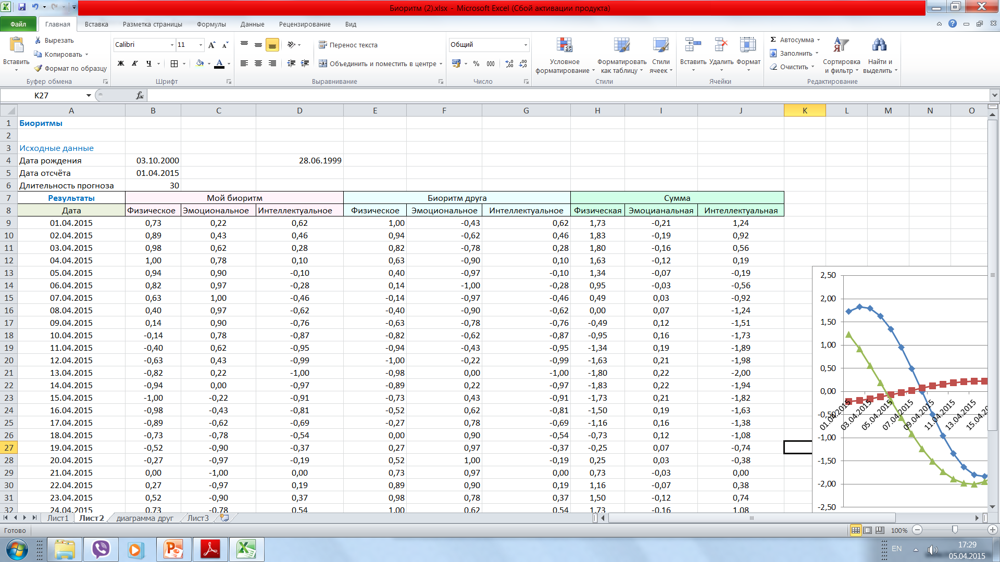 Биоритм (2).xlsx - Microsoft Excel (Сбой активации продукта)
Файл Главная Вставка Разметка страницы Формулы Данные Рецензирование Вид
Вставить
Вырезать
Копировать
Формат по образцу
Буфер обмена
Calibri 11
Ж К Ч А
Шрифт
Перенос текста
Объединить и поместить в центре
Выравнивание
Общий
% 000
Число
Условное форматирование
Форматировать как таблицу
Стили ячеек
Стили
Вставить Удалить Формат
Ячейки
Σ Автосумма
Заполнить
Очистить
Сортировка и фильтр
Найти и выделить
Редактирование
K27 fx
A B C D E F G H I J K L M N O
1 Биоритмы
2
3 Исходные данные
4 Дата рождения 03.10.2000 28.06.1999
5 Дата отсчёта 01.04.2015
6 Длительность прогноза 30
7 Результаты Мой биоритм Биоритм друга Сумма
8 Дата Физическое Эмоциональное Интеллектуальное Физическое Эмоциональное Интеллектуальное Физическая Эмоцианальная Интеллектуальная
9 01.04.2015 0,73 0,22 0,62 1,00 -0,43 0,62 1,73 -0,21 1,24
10 02.04.2015 0,89 0,43 0,46 0,94 -0,62 0,46 1,83 -0,19 0,92
11 03.04.2015 0,98 0,62 0,28 0,82 -0,78 0,28 1,80 -0,16 0,56
12 04.04.2015 1,00 0,78 0,10 0,63 -0,90 0,10 1,63 -0,12 0,19
13 05.04.2015 0,94 0,90 -0,10 0,40 -0,97 -0,10 1,34 -0,07 -0,19
14 06.04.2015 0,82 0,97 -0,28 0,14 -1,00 -0,28 0,95 -0,03 -0,56
15 07.04.2015 0,63 1,00 -0,46 -0,14 -0,97 -0,46 0,49 0,03 -0,92
16 08.04.2015 0,40 0,97 -0,62 -0,40 -0,90 -0,62 0,00 0,07 -1,24
17 09.04.2015 0,14 0,90 -0,76 -0,63 -0,78 -0,76 -0,49 0,12 -1,51
18 10.04.2015 -0,14 0,78 -0,87 -0,82 -0,62 -0,87 -0,95 0,16 -1,73
19 11.04.2015 -0,40 0,62 -0,95 -0,94 -0,43 -0,95 -1,34 0,19 -1,89
20 12.04.2015 -0,63 0,43 -0,99 -1,00 -0,22 -0,99 -1,63 0,21 -1,98
21 13.04.2015 -0,82 0,22 -1,00 -0,98 0,00 -1,00 -1,80 0,22 -2,00
22 14.04.2015 -0,94 0,00 -0,97 -0,89 0,22 -0,97 -1,83 0,22 -1,94
23 15.04.2015 -1,00 -0,22 -0,91 -0,73 0,43 -0,91 -1,73 0,21 -1,82
24 16.04.2015 -0,98 -0,43 -0,81 -0,52 0,62 -0,81 -1,50 0,19 -1,63
25 17.04.2015 -0,89 -0,62 -0,69 -0,27 0,78 -0,69 -1,16 0,16 -1,38
26 18.04.2015 -0,73 -0,78 -0,54 0,00 0,90 -0,54 -0,73 0,12 -1,08
27 19.04.2015 -0,52 -0,90 -0,37 0,27 0,97 -0,37 -0,25 0,07 -0,74
28 20.04.2015 -0,27 -0,97 -0,19 0,52 1,00 -0,19 0,25 0,03 -0,38
29 21.04.2015 0,00 -1,00 0,00 0,73 0,97 0,00 0,73 -0,03 0,00
30 22.04.2015 0,27 -0,97 0,19 0,89 0,90 0,19 1,16 -0,07 0,38
31 23.04.2015 0,52 -0,90 0,37 0,98 0,78 0,37 1,50 -0,12 0,74
32 24.04.2015 0,73 -0,78 0,54 1,00 0,62 0,54 1,73 -0,16 1,08
2,50
2,00
1,50
1,00
0,50
0,00
-0,50
-1,00
-1,50
-2,00
-2,50
01.04.2015 03.04.2015 05.04.2015 07.04.2015 09.04.2015 11.04.2015 13.04.2015 15.04.20
Лист1 Лист2 диаграмма друг Лист3
Готово 100%
EN 17:29
05.04.2015